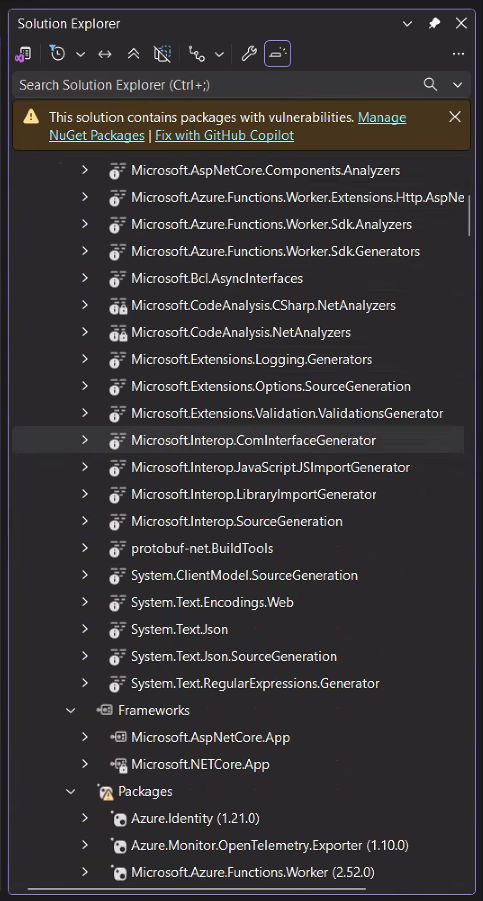 Solution Explorer
Search Solution Explorer (Ctrl+;)
This solution contains packages with vulnerabilities. Manage
NuGet Packages | Fix with GitHub Copilot
Microsoft.AspNetCore.Components.Analyzers
Microsoft.Azure.Functions.Worker.Extensions.Http.AspNe
Microsoft.Azure.Functions.Worker.Sdk.Analyzers
Microsoft.Azure.Functions.Worker.Sdk.Generators
Microsoft.Bcl.AsyncInterfaces
Microsoft.CodeAnalysis.CSharp.NetAnalyzers
Microsoft.CodeAnalysis.NetAnalyzers
Microsoft.Extensions.Logging.Generators
Microsoft.Extensions.Options.SourceGeneration
Microsoft.Extensions.Validation.ValidationsGenerator
Microsoft.Interop.ComInterfaceGenerator
Microsoft.Interop.JavaScript.JSImportGenerator
Microsoft.Interop.LibraryImportGenerator
Microsoft.Interop.SourceGeneration
protobuf-net.BuildTools
System.ClientModel.SourceGeneration
System.Text.Encodings.Web
System.Text.Json
System.Text.Json.SourceGeneration
System.Text.RegularExpressions.Generator
Frameworks
Microsoft.AspNetCore.App
Microsoft.NETCore.App
Packages
Azure.Identity (1.21.0)
Azure.Monitor.OpenTelemetry.Exporter (1.10.0)
Microsoft.Azure.Functions.Worker (2.52.0)